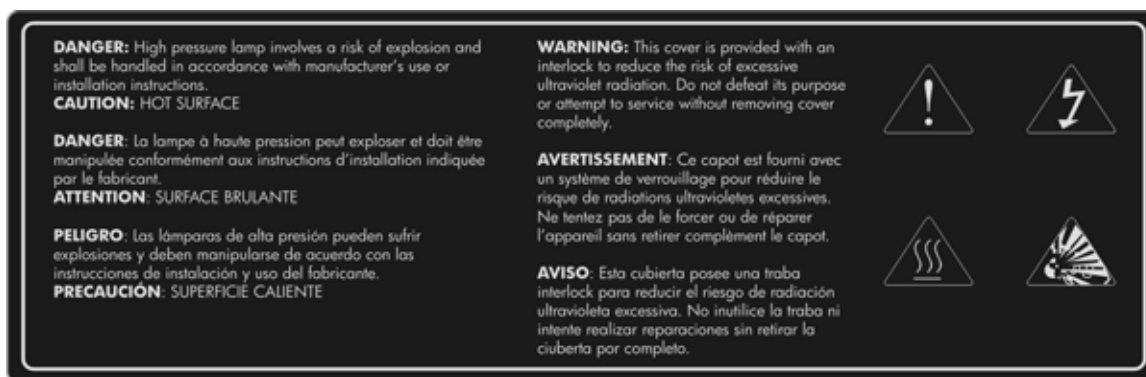 DANGER: High pressure lamp involves a risk of explosion and
shall be handled in accordance with manufacturer's use or
installation instructions.
CAUTION: HOT SURFACE
DANGER: La lampe à haute pression peut exploser et doit être
manipulée conformément aux instructions d'installation indiquée
par le fabricant.
ATTENTION: SURFACE BRULANTE
PELIGRO: Las lámparas de alta presión pueden sufrir
explosiones y deben manipularse de acuerdo con las
instrucciones de instalación y uso del fabricante.
PRECAUCIÓN: SUPERFICIE CALIENTE
WARNING: This cover is provided with an
interlock to reduce the risk of excessive
ultraviolet radiation. Do not defeat its purpose
or attempt to service without removing cover
completely.
AVERTISSEMENT: Ce capot est fourni avec
un système de verrouillage pour réduire le
risque de radiations ultravioletes excessives.
Ne tentez pas de le forcer ou de réparer
l'appareil sans retirer complèment le capot.
AVISO: Esta cubierta posee una traba
interlock para reducir el riesgo de radiación
ultravioleta excessiva. No inutilice la traba ni
intente realizar reparaciones sin retirar la
ciuberta por completo.